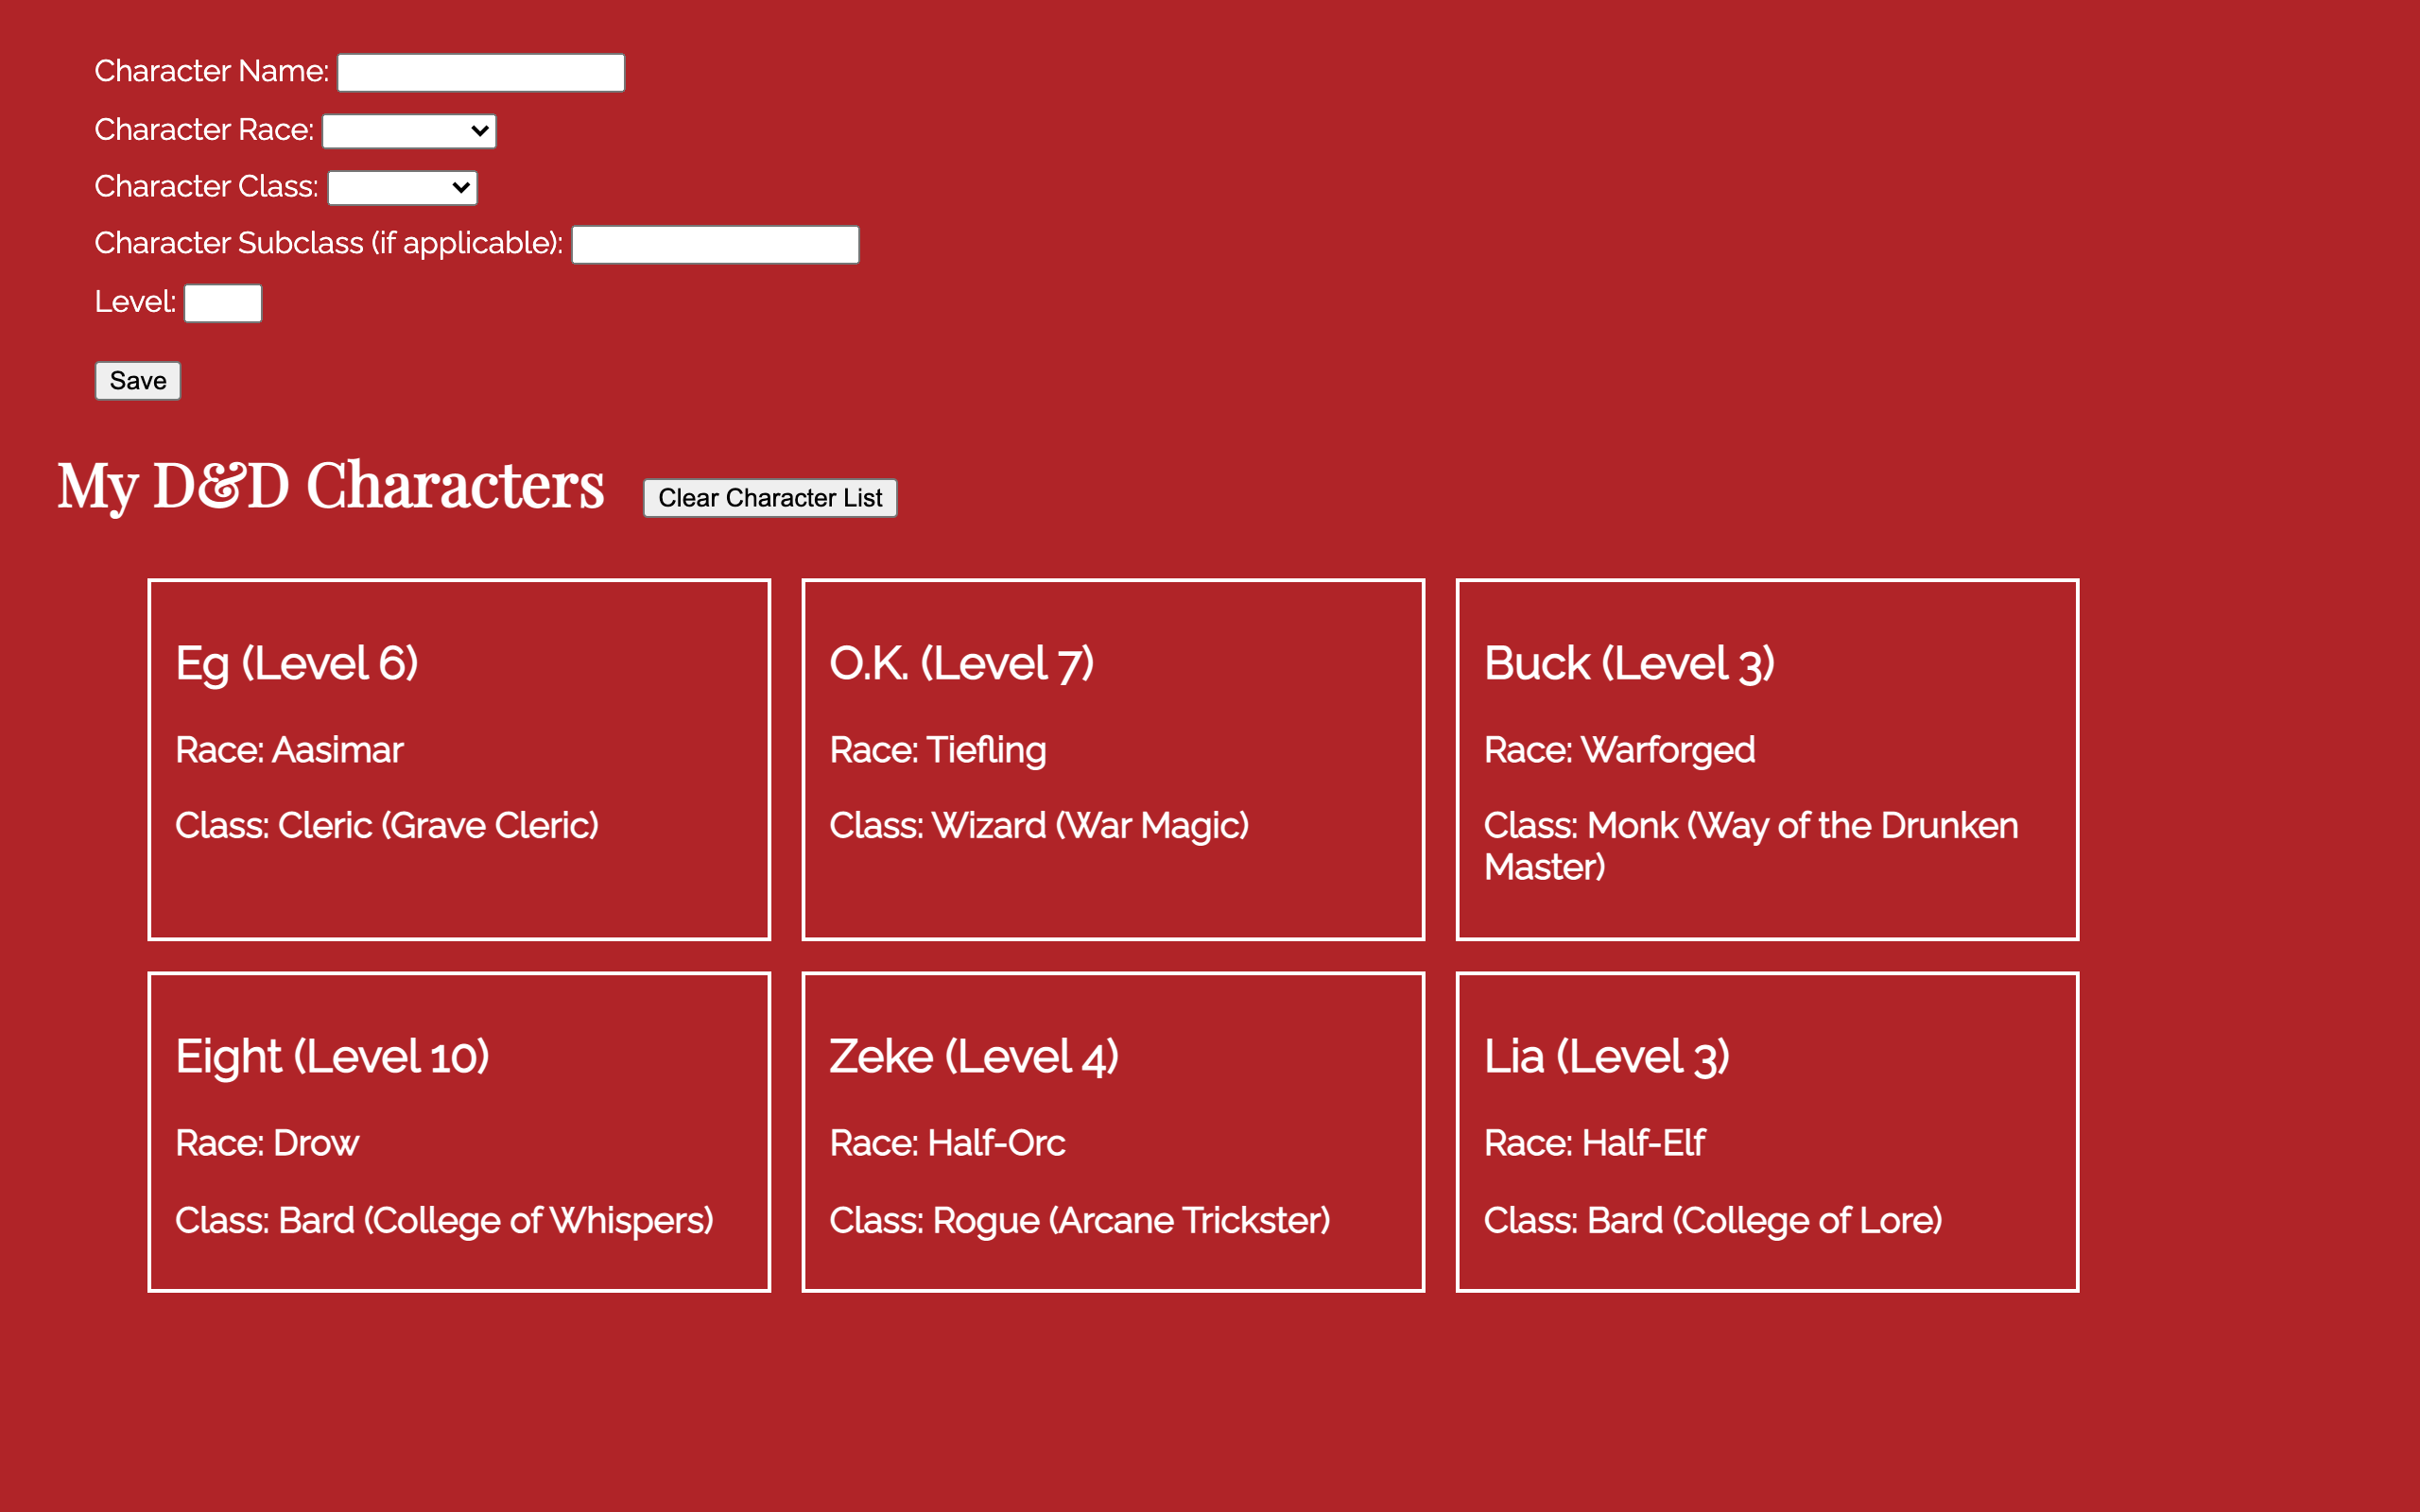 Character Name:
Character Race:
Character Class:
Character Subclass (if applicable):
Level:
Save
My D&D Characters
Clear Character List
Eg (Level 6)
Race: Aasimar
Class: Cleric (Grave Cleric)
O.K. (Level 7)
Race: Tiefling
Class: Wizard (War Magic)
Buck (Level 3)
Race: Warforged
Class: Monk (Way of the Drunken
Master)
Eight (Level 10)
Race: Drow
Class: Bard (College of Whispers)
Zeke (Level 4)
Race: Half-Orc
Class: Rogue (Arcane Trickster)
Lia (Level 3)
Race: Half-Elf
Class: Bard (College of Lore)